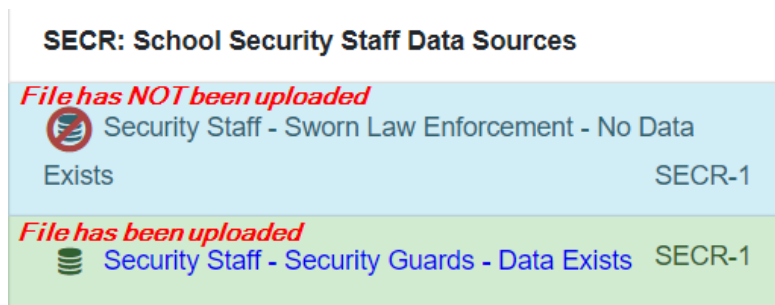 SECR: School Security Staff Data Sources
File has NOT been uploaded
Security Staff - Sworn Law Enforcement - No Data
Exists SECR-1
File has been uploaded
Security Staff - Security Guards - Data Exists SECR-1